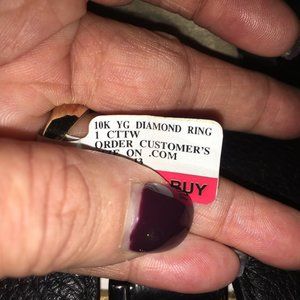 10K YG DIAMOND RING
1 CTTW
ORDER CUSTOMER'S
ON .COM
BUY